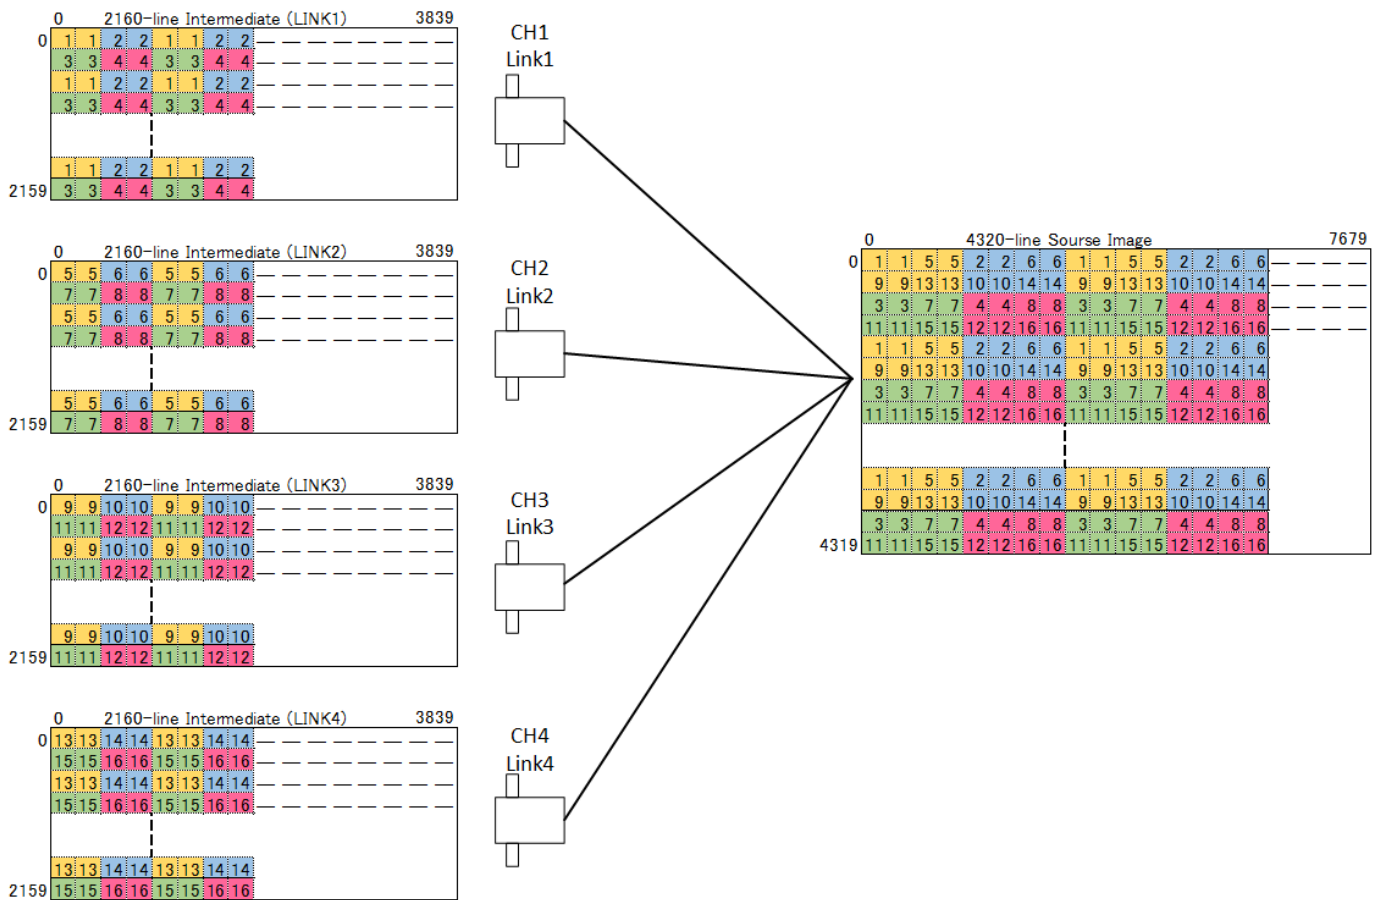 0 2160-line Intermediate (LINK1) 3839
0 1 1 2 2 1 1 2 2
3 3 4 4 3 3 4 4
1 1 2 2 1 1 2 2
3 3 4 4 3 3 4 4
1 1 2 2 1 1 2 2
2159 3 3 4 4 3 3 4 4
CH1
Link1
0 2160-line Intermediate (LINK2) 3839
0 5 5 6 6 5 5 6 6
7 7 8 8 7 7 8 8
5 5 6 6 5 5 6 6
7 7 8 8 7 7 8 8
5 5 6 6 5 5 6 6
2159 7 7 8 8 7 7 8 8
CH2
Link2
0 2160-line Intermediate (LINK3) 3839
0 9 9 10 10 9 9 10 10
11 11 12 12 11 11 12 12
9 9 10 10 9 9 10 10
11 11 12 12 11 11 12 12
9 9 10 10 9 9 10 10
2159 11 11 12 12 11 11 12 12
CH3
Link3
0 2160-line Intermediate (LINK4) 3839
0 13 13 14 14 13 13 14 14
15 15 16 16 15 15 16 16
13 13 14 14 13 13 14 14
15 15 16 16 15 15 16 16
13 13 14 14 13 13 14 14
2159 15 15 16 16 15 15 16 16
CH4
Link4
0 4320-line Sourse Image 7679
0 1 1 5 5 2 2 6 6 1 1 5 5 2 2 6 6
9 9 13 13 10 10 14 14 9 9 13 13 10 10 14 14
3 3 7 7 4 4 8 8 3 3 7 7 4 4 8 8
11 11 15 15 12 12 16 16 11 11 15 15 12 12 16 16
1 1 5 5 2 2 6 6 1 1 5 5 2 2 6 6
9 9 13 13 10 10 14 14 9 9 13 13 10 10 14 14
3 3 7 7 4 4 8 8 3 3 7 7 4 4 8 8
11 11 15 15 12 12 16 16 11 11 15 15 12 12 16 16
1 1 5 5 2 2 6 6 1 1 5 5 2 2 6 6
9 9 13 13 10 10 14 14 9 9 13 13 10 10 14 14
3 3 7 7 4 4 8 8 3 3 7 7 4 4 8 8
4319 11 11 15 15 12 12 16 16 11 11 15 15 12 12 16 16